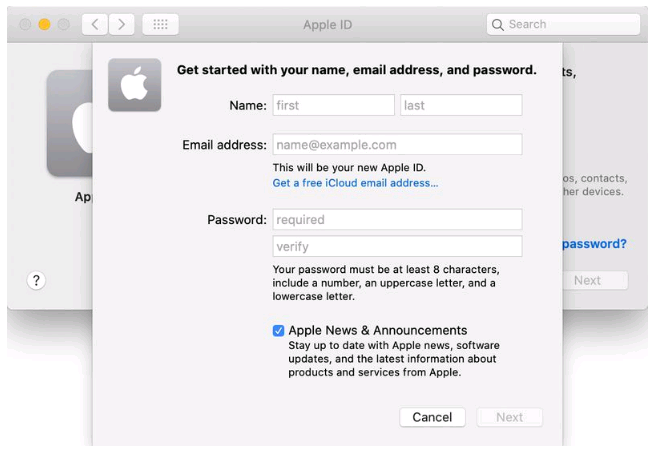 Apple ID
Search
Get started with your name, email address, and password.
Name: first last
Email address: name@example.com
This will be your new Apple ID.
Get a free iCloud email address...
Password: required
verify
Your password must be at least 8 characters,
include a number, an uppercase letter, and a
lowercase letter.
Apple News & Announcements
Stay up to date with Apple news, software
updates, and the latest information about
products and services from Apple.
Cancel Next
Ap
ts,
os, contacts,
her devices.
password?
?
Next